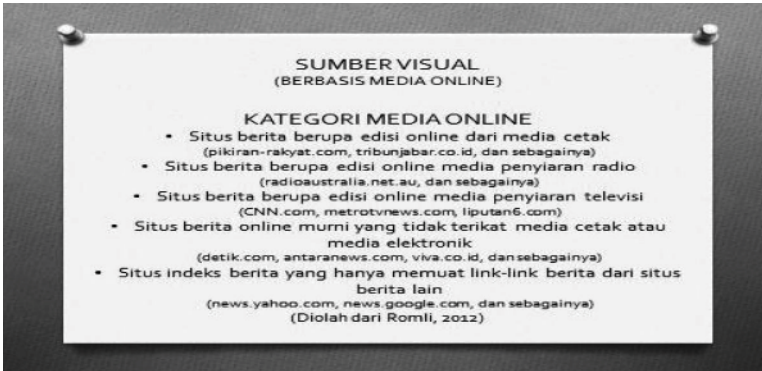 SUMBER VISUAL
(BERBASIS MEDIA ONLINE)
KATEGORI MEDIA ONLINE
• Situs berita berupa edisi online dari media cetak
(pikiran-rakyat.com, tribunjabar.co.id, dan sebagainya)
• Situs berita berupa edisi online media penyiaran radio
(radioaustralia.net.au, dan sebagainya)
• Situs berita berupa edisi online media penyiaran televisi
(CNN.com, metrotvnews.com, liputan6.com)
• Situs berita online murni yang tidak terikat media cetak atau
media elektronik
(detik.com, antaranews.com, viva.co.id, dan sebagainya)
• Situs indeks berita yang hanya memuat link-link berita dari situs
berita lain
(news.yahoo.com, news.google.com, dan sebagainya)
(Diolah dari Romli, 2012)